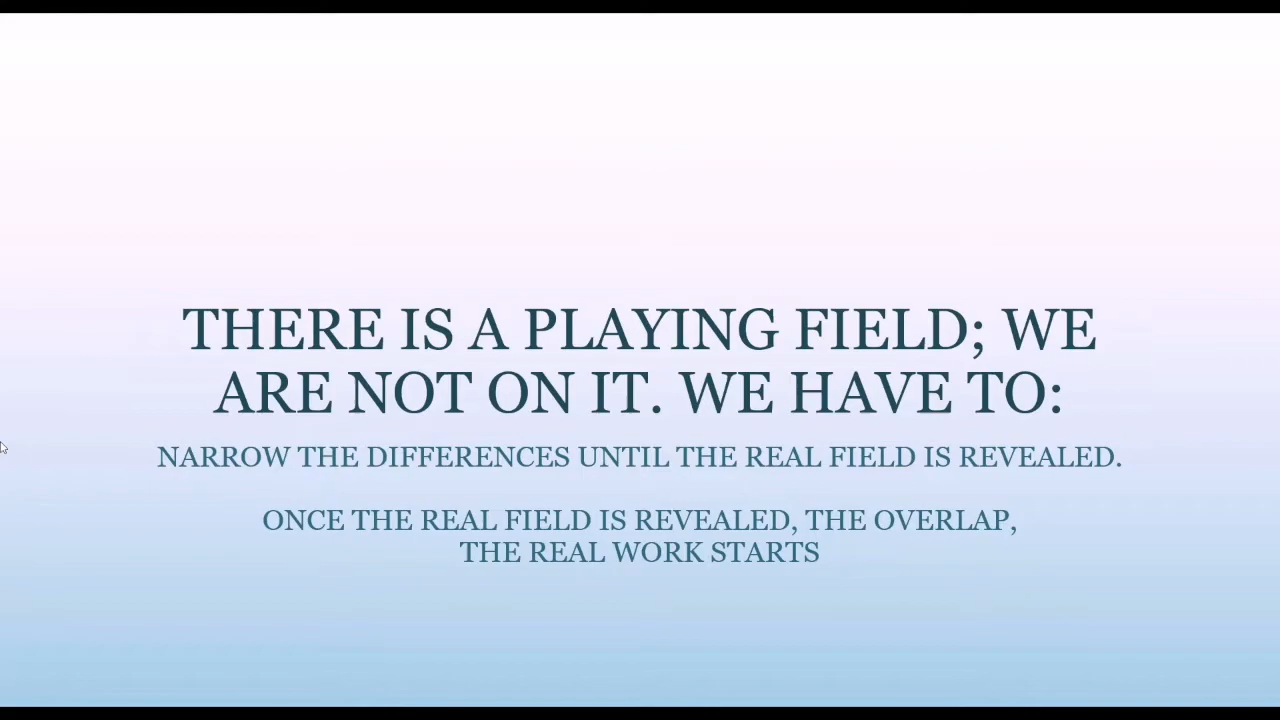 THERE IS A PLAYING FIELD; WE
ARE NOT ON IT. WE HAVE TO:
NARROW THE DIFFERENCES UNTIL THE REAL FIELD IS REVEALED.
ONCE THE REAL FIELD IS REVEALED, THE OVERLAP,
THE REAL WORK STARTS